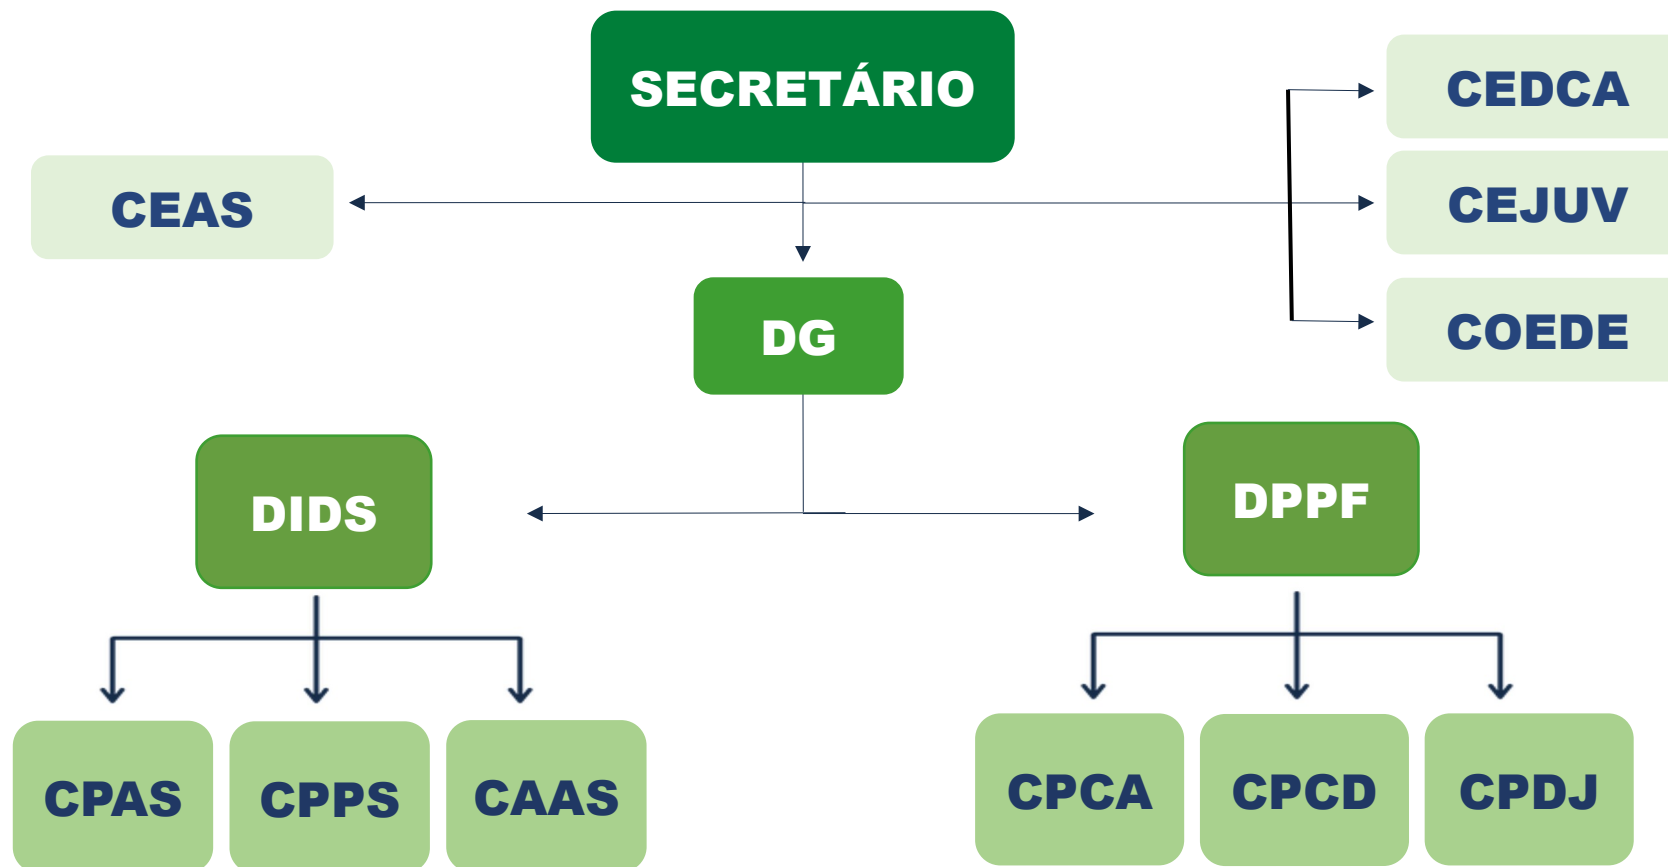 SECRETÁRIO
CEDCA
CEAS
CEJUV
DG
COEDE
DIDS
DPPF
CPAS
CPPS
CAAS
CPCA
CPCD
CPDJ